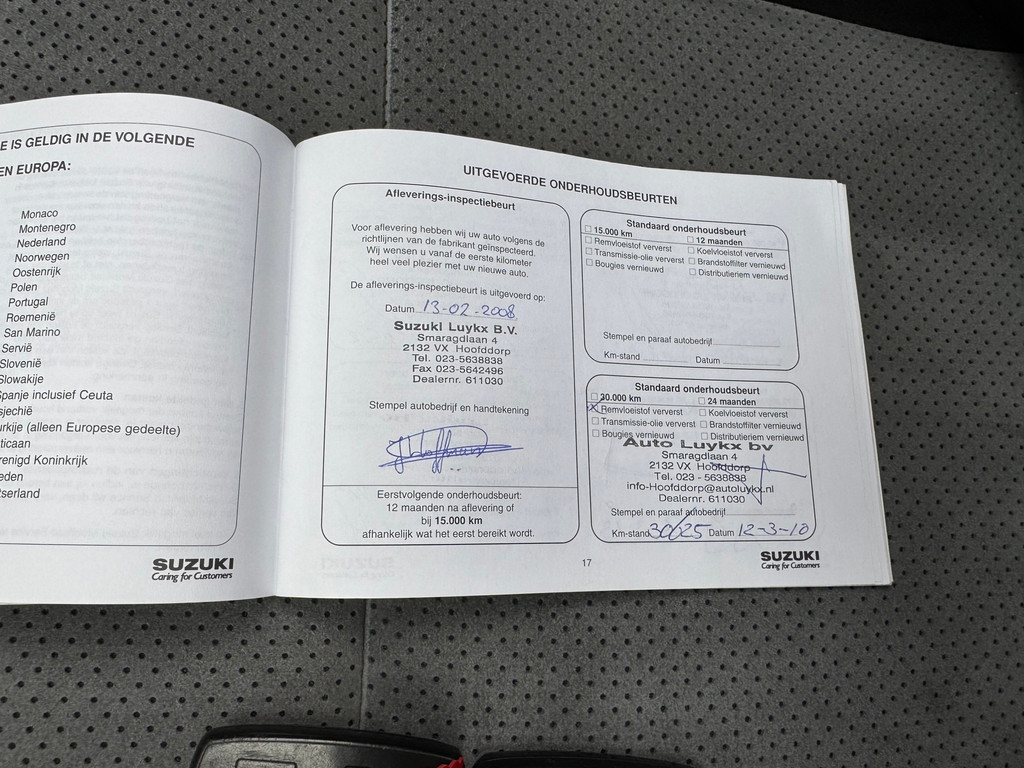 E IS GELDIG IN DE VOLGENDE
EN EUROPA:
Monaco
Montenegro
Nederland
Noorwegen
Oostenrijk
Polen
Portugal
Roemenië
San Marino
Servië
Slovenië
Slowakije
panje inclusief Ceuta
sjechië
urkije (alleen Europese gedeelte)
ticaan
renigd Koninkrijk
eden
tserland
SUZUKI
Caring for Customers
UITGEVOERDE ONDERHOUDSBEURTEN
Afleverings-inspectiebeurt
Voor aflevering hebben wij uw auto volgens de
richtlijnen van de fabrikant geïnspecteerd.
Wij wensen u vanaf de eerste kilometer
heel veel plezier met uw nieuwe auto.
De afleverings-inspectiebeurt is uitgevoerd op:
Datum 13-02-2008
Suzuki Luykx B.V.
Smaragdlaan 4
2132 VX Hoofddorp
Tel. 023-5638838
Fax 023-5642496
Dealernr. 611030
Stempel autobedrijf en handtekening
Eerstvolgende onderhoudsbeurt:
12 maanden na aflevering of
bij 15.000 km
afhankelijk wat het eerst bereikt wordt.
Standaard onderhoudsbeurt
15.000 km 12 maanden
Remvloeistof ververst Koelvloeistof ververst
Transmissie-olie ververst Brandstoffilter vernieuwd
Bougies vernieuwd Distributieriem vernieuwd
Stempel en paraaf autobedrijf
Km-stand Datum
Standaard onderhoudsbeurt
30.000 km 24 maanden
X Remvloeistof ververst Koelvloeistof ververst
Transmissie-olie ververst Brandstoffilter vernieuwd
Bougies vernieuwd Distributieriem vernieuwd
Auto Luykx bv
Smaragdlaan 4
2132 VX Hoofddorp
Tel. 023 - 5638838
info-Hoofddorp@autoluykx.nl
Dealernr. 611030
Stempel en paraaf autobedrijf
Km-stand 30625 Datum 12-3-10
17
SUZUKI
Caring for Customers